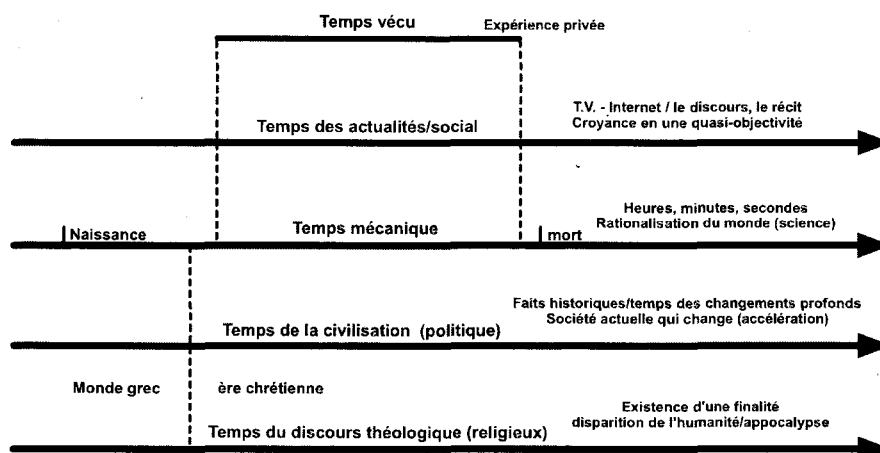 Temps vécu
Expérience privée
T.V. - Internet / le discours, le récit
Temps des actualités/social
Croyance en une quasi-objectivité
Heures, minutes, secondes
Naissance
Temps mécanique
mort
Rationalisation du monde (science)
Faits historiques/temps des changements profonds
Temps de la civilisation (politique)
Société actuelle qui change (accélération)
Monde grec
ère chrétienne
Existence d'une finalité
Temps du discours théologique (religieux)
disparition de l'humanité/appocalypse